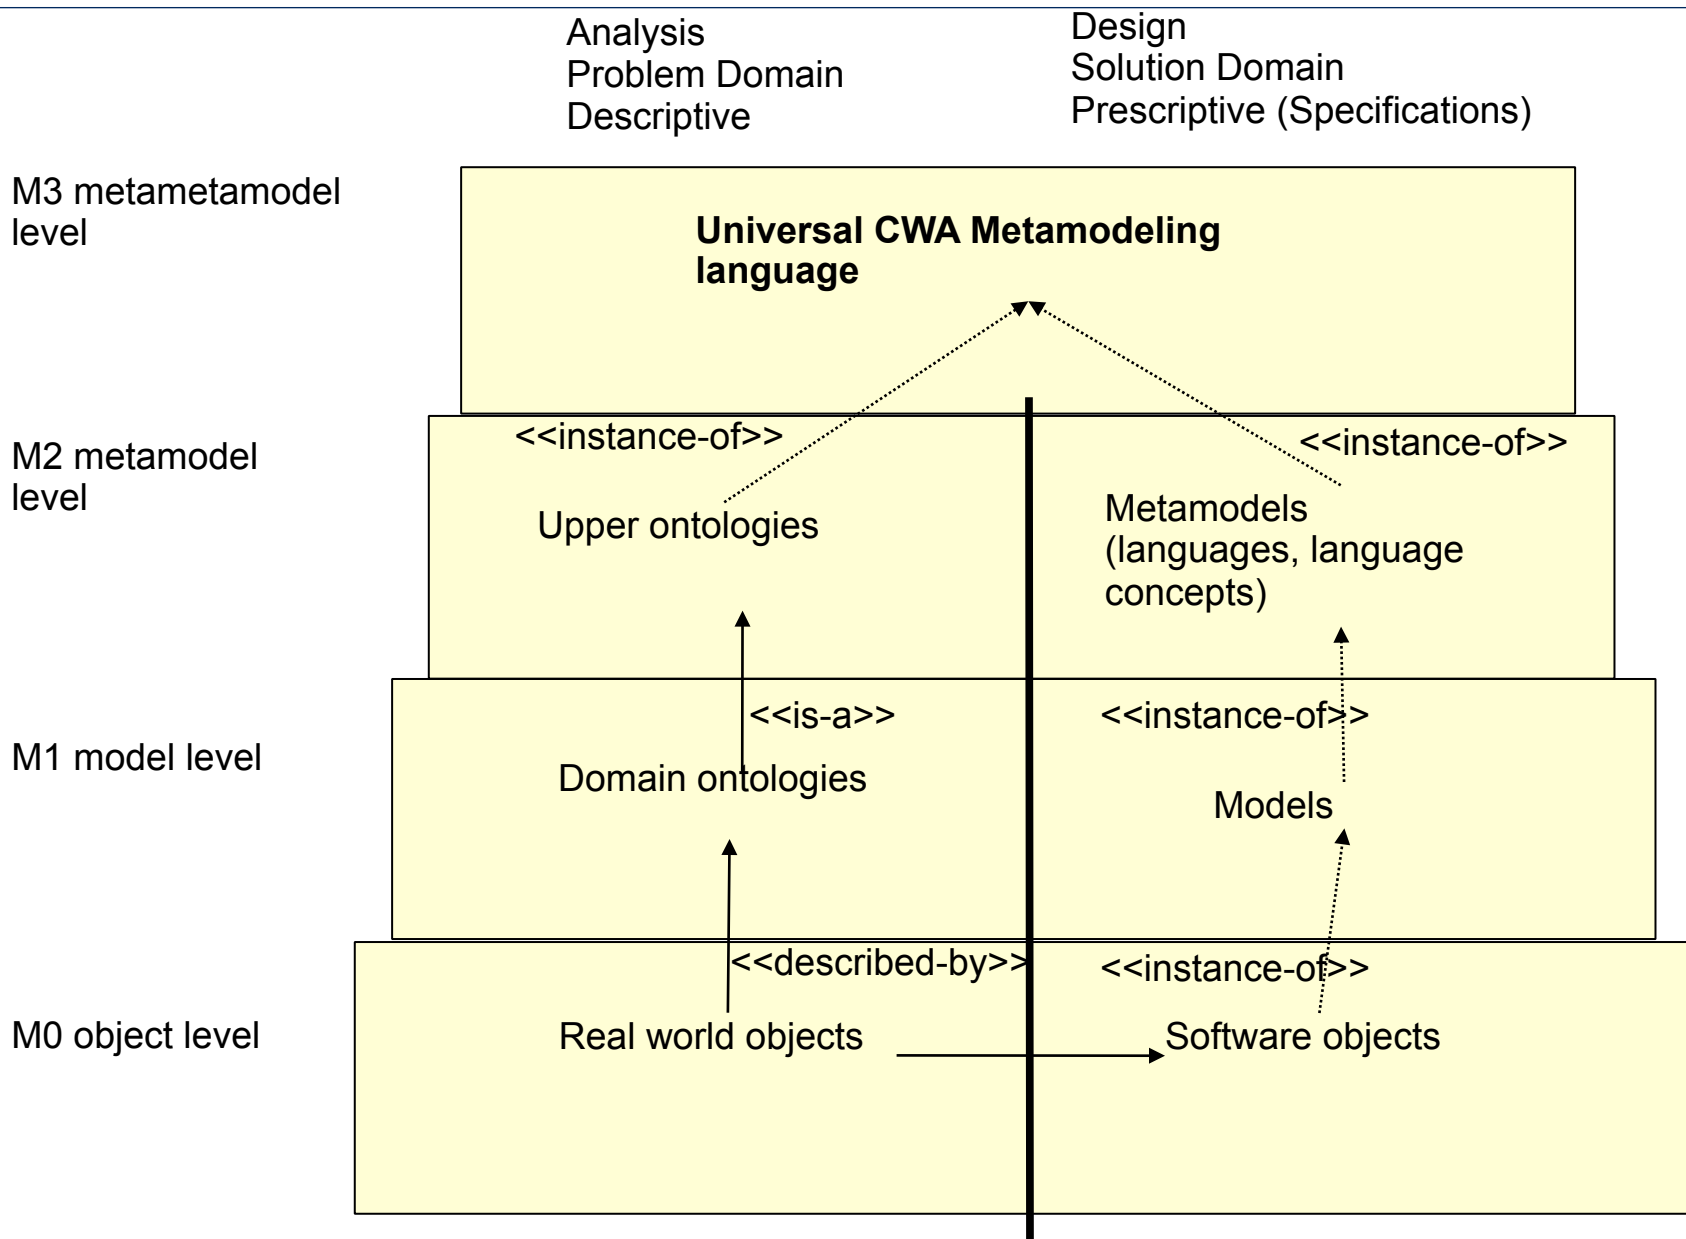 Analysis
Problem Domain
Descriptive
Design
Solution Domain
Prescriptive (Specifications)
M3 metametamodel
level
Universal CWA Metamodeling
language
M2 metamodel
level
<<instance-of>>
<<instance-of>>
Upper ontologies
Metamodels
(languages, language
concepts)
<<is-a>>
<<instance-of>>
M1 model level
Domain ontologies
Models
<<described-by>>
<<instance-of>>
M0 object level
Real world objects
Software objects